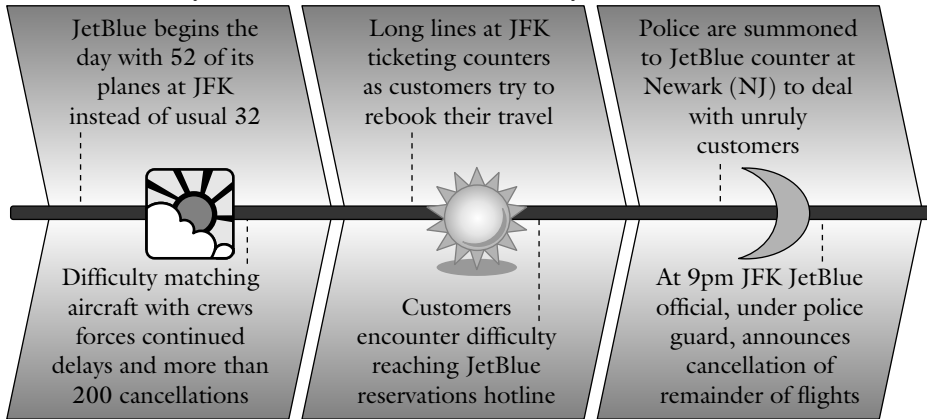 JetBlue begins the
day with 52 of its
planes at JFK
instead of usual 32
Difficulty matching
aircraft with crews
forces continued
delays and more than
200 cancellations
Long lines at JFK
ticketing counters
as customers try to
rebook their travel
Customers
encounter difficulty
reaching JetBlue
reservations hotline
Police are summoned
to JetBlue counter at
Newark (NJ) to deal
with unruly
customers
At 9pm JFK JetBlue
official, under police
guard, announces
cancellation of
remainder of flights